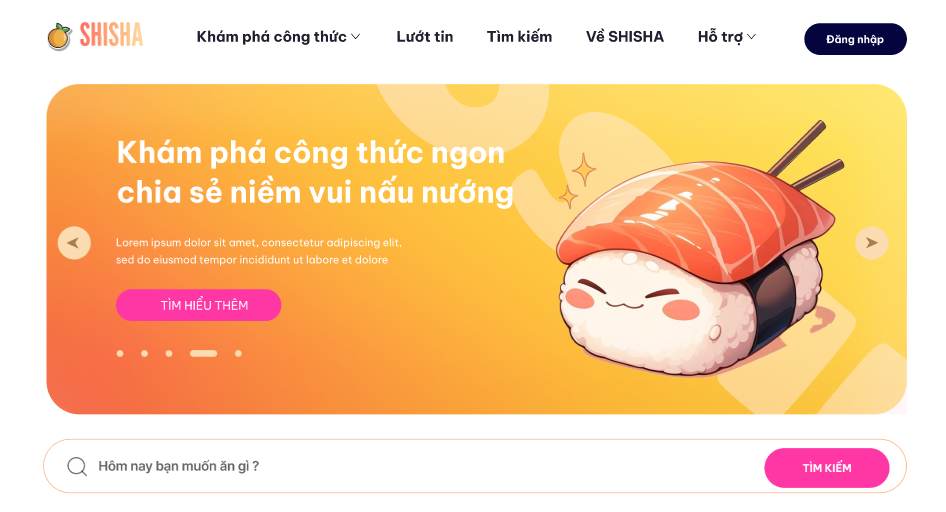 SHISHA
Khám phá công thức
Lướt tin
Tìm kiếm
Về SHISHA
Hỗ trợ
Đăng nhập
Khám phá công thức ngon
chia sẻ niềm vui nấu nướng
Lorem ipsum dolor sit amet, consectetur adipiscing elit,
sed do eiusmod tempor incididunt ut labore et dolore
TÌM HIỂU THÊM
Hôm nay bạn muốn ăn gì ?
TÌM KIẾM